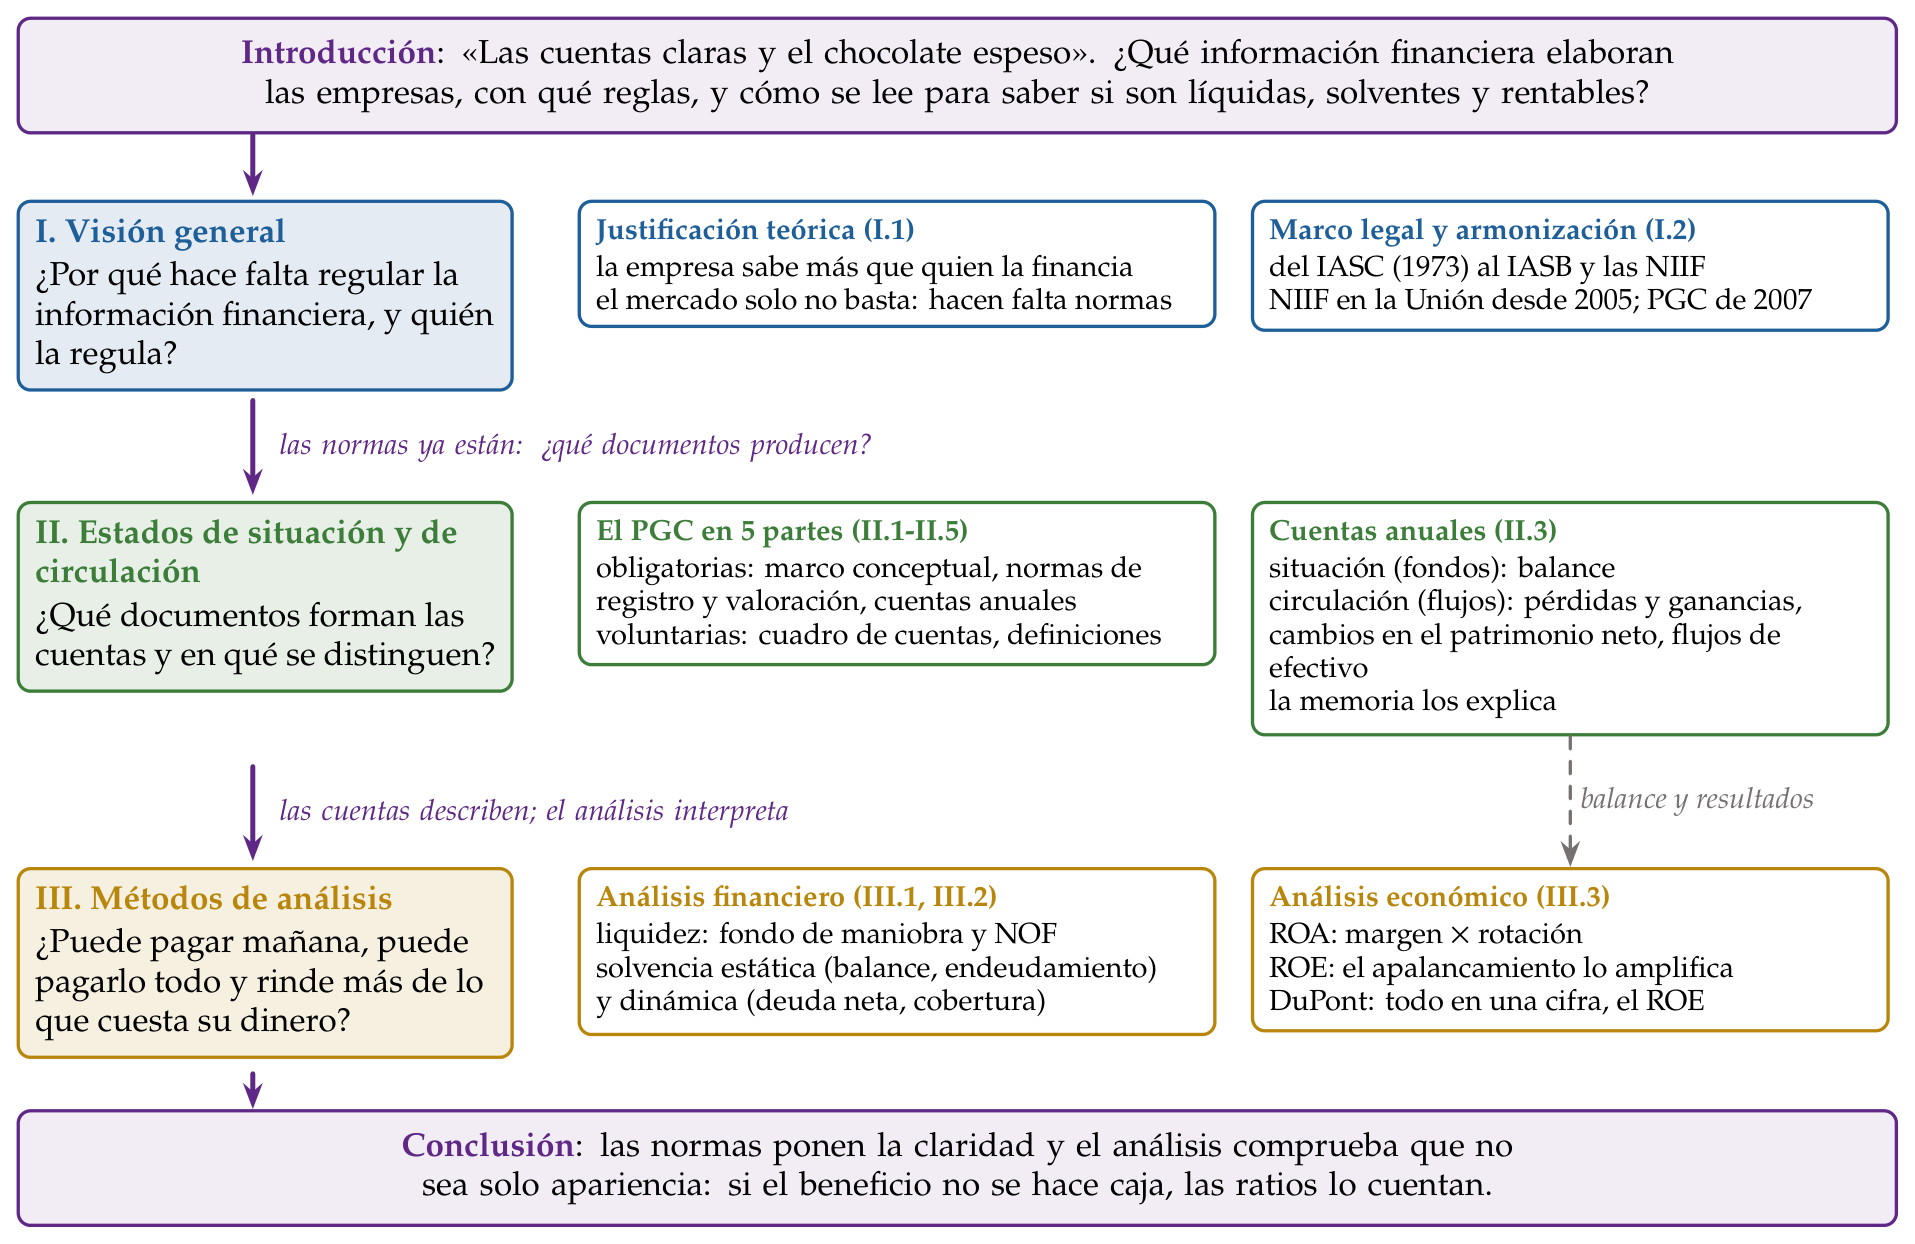 Introducción: «Las cuentas claras y el chocolate espeso». ¿Qué información financiera elaboran
las empresas, con qué reglas, y cómo se lee para saber si son líquidas, solventes y rentables?
I. Visión general
¿Por qué hace falta regular la
información financiera, y quién
la regula?
Justificación teórica (I.1)
la empresa sabe más que quien la financia
el mercado solo no basta: hacen falta normas
Marco legal y armonización (I.2)
del IASC (1973) al IASB y las NIIF
NIIF en la Unión desde 2005; PGC de 2007
las normas ya están: ¿qué documentos producen?
II. Estados de situación y de
circulación
¿Qué documentos forman las
cuentas y en qué se distinguen?
El PGC en 5 partes (II.1-II.5)
obligatorias: marco conceptual, normas de
registro y valoración, cuentas anuales
voluntarias: cuadro de cuentas, definiciones
Cuentas anuales (II.3)
situación (fondos): balance
circulación (flujos): pérdidas y ganancias,
cambios en el patrimonio neto, flujos de
efectivo
la memoria los explica
las cuentas describen; el análisis interpreta
balance y resultados
III. Métodos de análisis
¿Puede pagar mañana, puede
pagarlo todo y rinde más de lo
que cuesta su dinero?
Análisis financiero (III.1, III.2)
liquidez: fondo de maniobra y NOF
solvencia estática (balance, endeudamiento)
y dinámica (deuda neta, cobertura)
Análisis económico (III.3)
ROA: margen × rotación
ROE: el apalancamiento lo amplifica
DuPont: todo en una cifra, el ROE
Conclusión: las normas ponen la claridad y el análisis comprueba que no
sea solo apariencia: si el beneficio no se hace caja, las ratios lo cuentan.